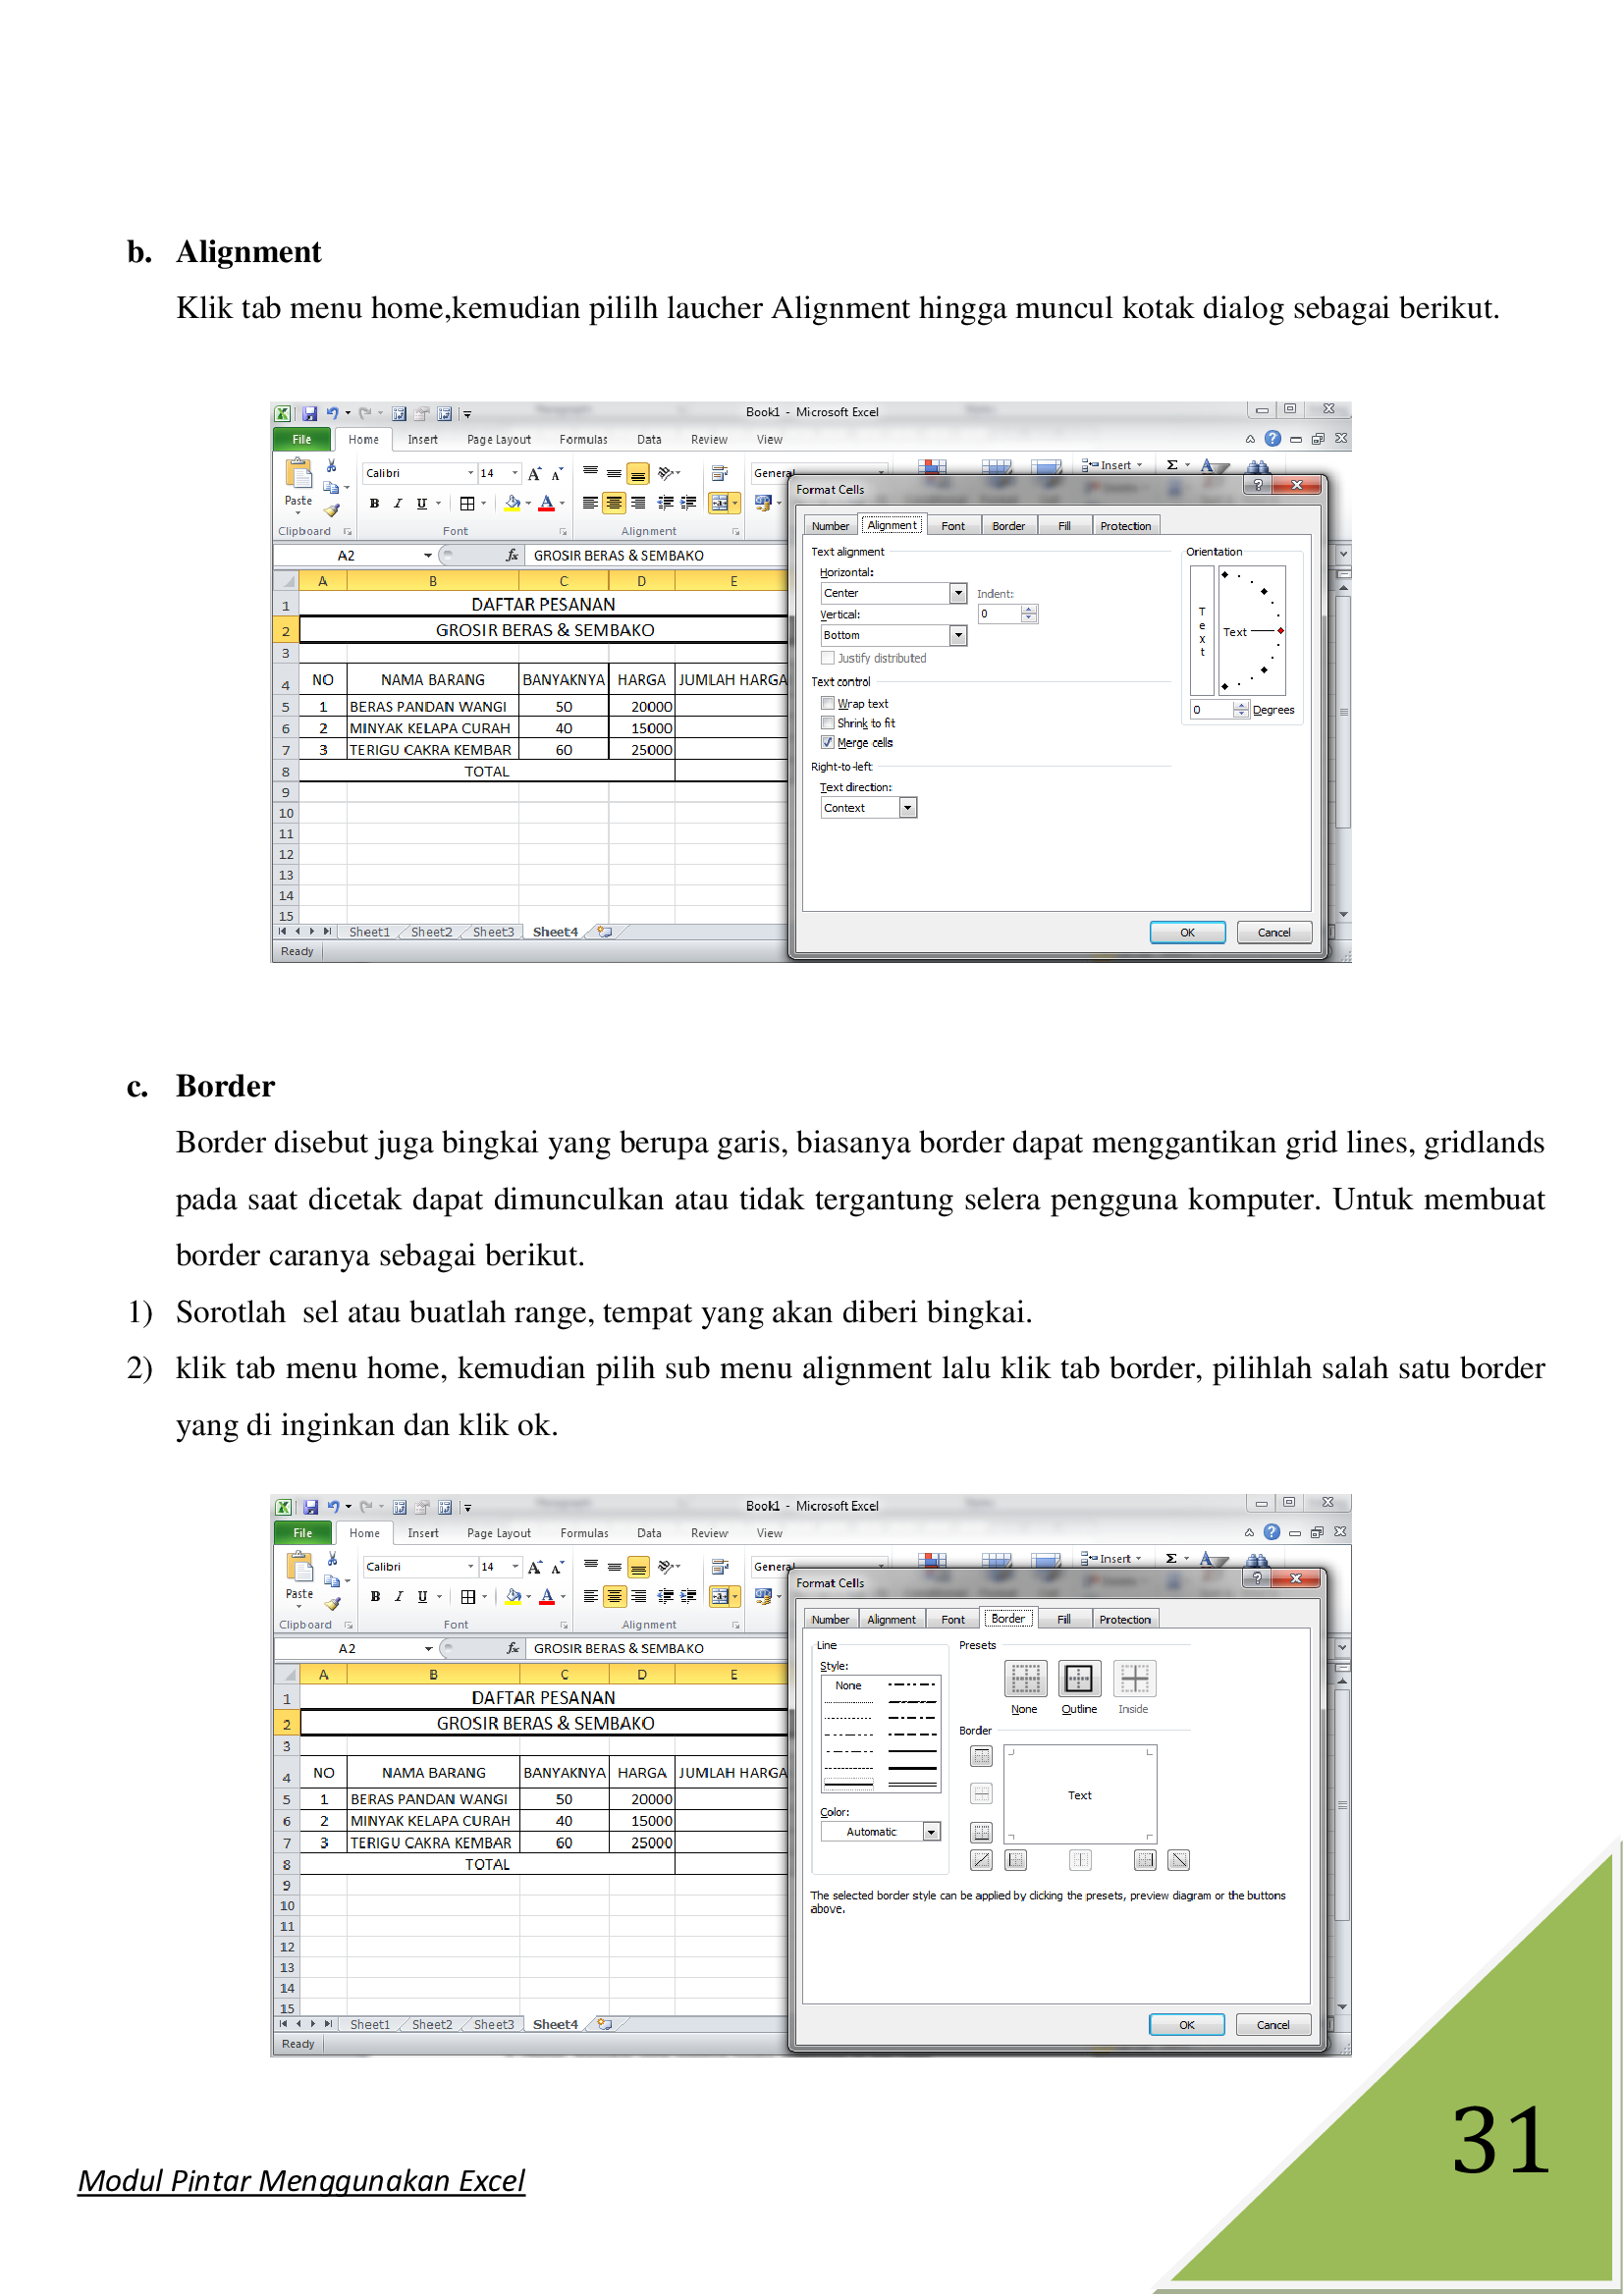 b. Alignment
Klik tab menu home,kemudian pililh laucher Alignment hingga muncul kotak dialog sebagai berikut.
Book1 - Microsoft Excel
File Home Insert Page Layout Formulas Data Review View
Calibri 14 General Insert
Paste
Clipboard Font Alignment
A2 GROSIR BERAS & SEMBAKO
A B C D E
1 DAFTAR PESANAN
2 GROSIR BERAS & SEMBAKO
3
4 NO NAMA BARANG BANYAKNYA HARGA JUMLAH HARGA
5 1 BERAS PANDAN WANGI 50 20000
6 2 MINYAK KELAPA CURAH 40 15000
7 3 TERIGU CAKRA KEMBAR 60 25000
8 TOTAL
9
10
11
12
13
14
15
Sheet1 Sheet2 Sheet3 Sheet4
Ready
Format Cells
Number Alignment Font Border Fill Protection
Text alignment
Horizontal:
Center Indent:
Vertical: 0
Bottom
Justify distributed
Text control
Wrap text
Shrink to fit
Merge cells
Right-to-left
Text direction:
Context
Orientation
Text Text
0 Degrees
OK Cancel
c. Border
Border disebut juga bingkai yang berupa garis, biasanya border dapat menggantikan grid lines, gridlands
pada saat dicetak dapat dimunculkan atau tidak tergantung selera pengguna komputer. Untuk membuat
border caranya sebagai berikut.
1) Sorotlah sel atau buatlah range, tempat yang akan diberi bingkai.
2) klik tab menu home, kemudian pilih sub menu alignment lalu klik tab border, pilihlah salah satu border
yang di inginkan dan klik ok.
Book1 - Microsoft Excel
File Home Insert Page Layout Formulas Data Review View
Calibri 14 General Insert
Paste
Clipboard Font Alignment
A2 GROSIR BERAS & SEMBAKO
A B C D E
1 DAFTAR PESANAN
2 GROSIR BERAS & SEMBAKO
3
4 NO NAMA BARANG BANYAKNYA HARGA JUMLAH HARGA
5 1 BERAS PANDAN WANGI 50 20000
6 2 MINYAK KELAPA CURAH 40 15000
7 3 TERIGU CAKRA KEMBAR 60 25000
8 TOTAL
9
10
11
12
13
14
15
Sheet1 Sheet2 Sheet3 Sheet4
Ready
Format Cells
Number Alignment Font Border Fill Protection
Line
Style:
None
Color:
Automatic
Presets
None Outline Inside
Border
Text
The selected border style can be applied by clicking the presets, preview diagram or the buttons
above.
OK Cancel
31
Modul Pintar Menggunakan Excel